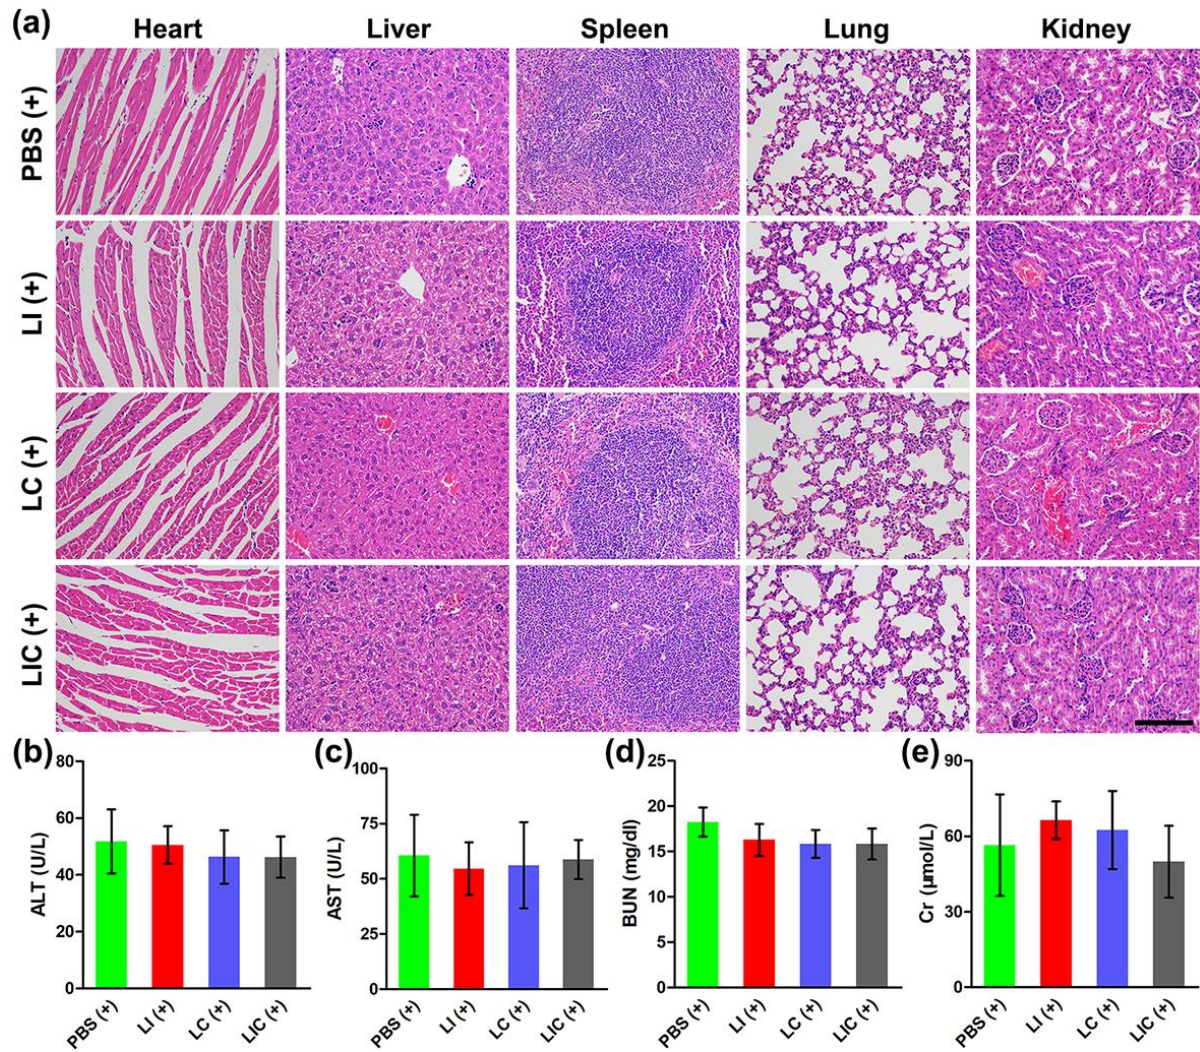 (a)
Heart Liver Spleen Lung Kidney
PBS (+)
LI (+)
LC (+)
LIC (+)
(b)
ALT (U/L)
80
60
40
20
0
PBS (+) LI (+) LC (+) LIC (+)
(c)
AST (U/L)
100
75
50
25
0
PBS (+) LI (+) LC (+) LIC (+)
(d)
BUN (mg/dl)
25
20
15
10
5
0
PBS (+) LI (+) LC (+) LIC (+)
(e)
Cr (μmol/L)
90
60
30
0
PBS (+) LI (+) LC (+) LIC (+)